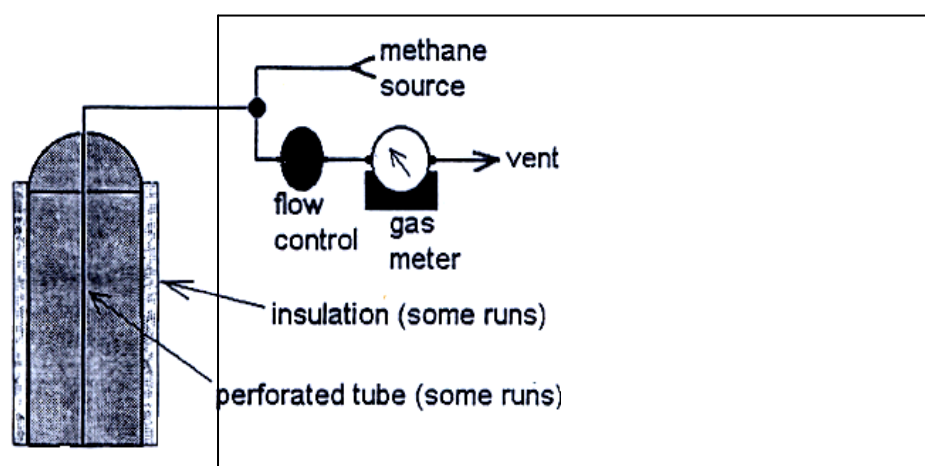 methane
source
vent
flow
control
gas
meter
insulation (some runs)
perforated tube (some runs)